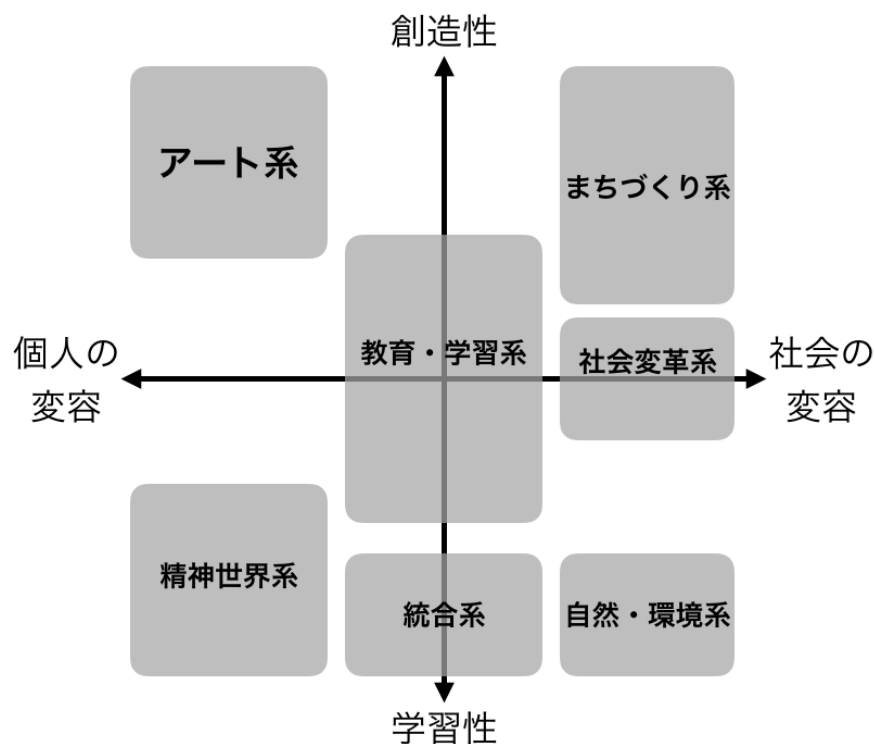 創造性
アート系
まちづくり系
個人の
変容
教育・学習系
社会変革系
社会の
変容
精神世界系
統合系
自然・環境系
学習性